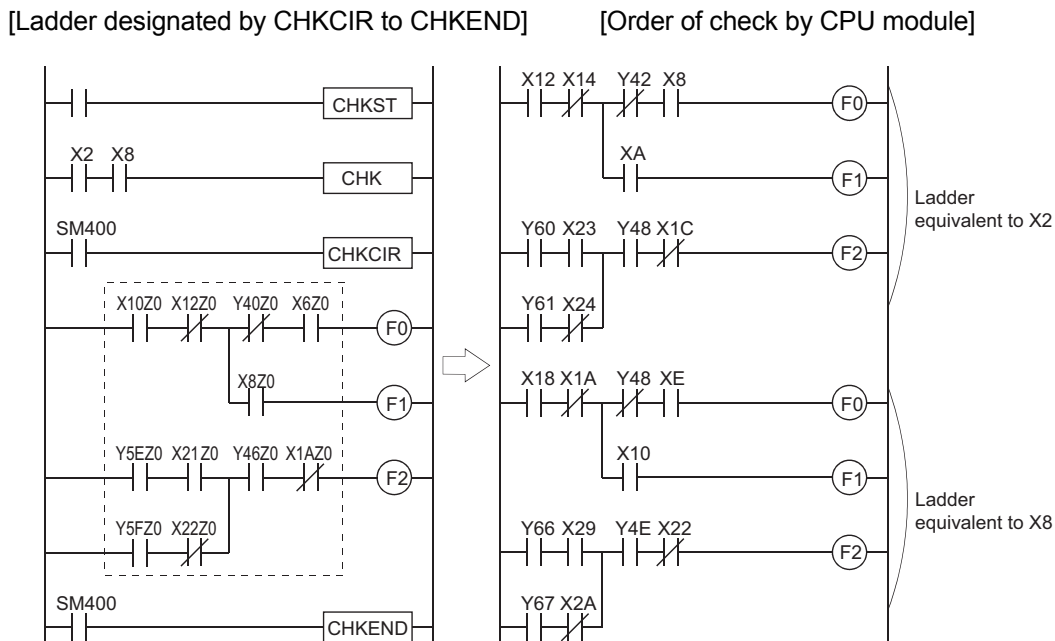 [Ladder designated by CHKCIR to CHKEND]
[Order of check by CPU module]
CHKST
X2 X8
CHK
SM400
CHKCIR
X10Z0 X12Z0 Y40Z0 X6Z0
F0
X8Z0
F1
Y5EZ0 X21Z0 Y46Z0 X1AZ0
F2
Y5FZ0 X22Z0
SM400
CHKEND
X12 X14 Y42 X8
F0
XA
F1
Y60 X23 Y48 X1C
F2
Y61 X24
Ladder
equivalent to X2
X18 X1A Y48 XE
F0
X10
F1
Y66 X29 Y4E X22
F2
Y67 X2A
Ladder
equivalent to X8